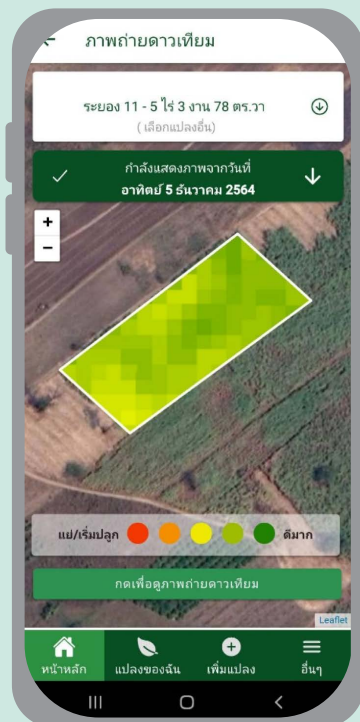 ภาพถ่ายดาวเทียม
ระยอง 11 - 5 ไร่ 3 งาน 78 ตร.วา
( เลือกแปลงอื่น)
กำลังแสดงภาพจากวันที่
อาทิตย์ 5 ธันวาคม 2564
+
−
แย่/เริ่มปลูก ดีมาก
กดเพื่อดูภาพถ่ายดาวเทียม
Leaflet
หน้าหลัก แปลงของฉัน เพิ่มแปลง อื่นๆ